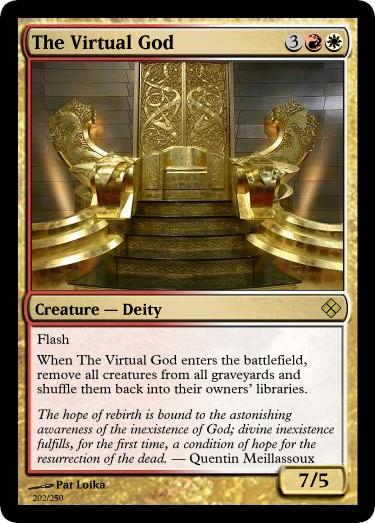 The Virtual God 3
Creature — Deity
Flash
When The Virtual God enters the battlefield,
remove all creatures from all graveyards and
shuffle them back into their owners' libraries.
The hope of rebirth is bound to the astonishing
awareness of the inexistence of God; divine inexistence
fulfills, for the first time, a condition of hope for the
resurrection of the dead. — Quentin Meillassoux
7/5
Pat Loika
202/250